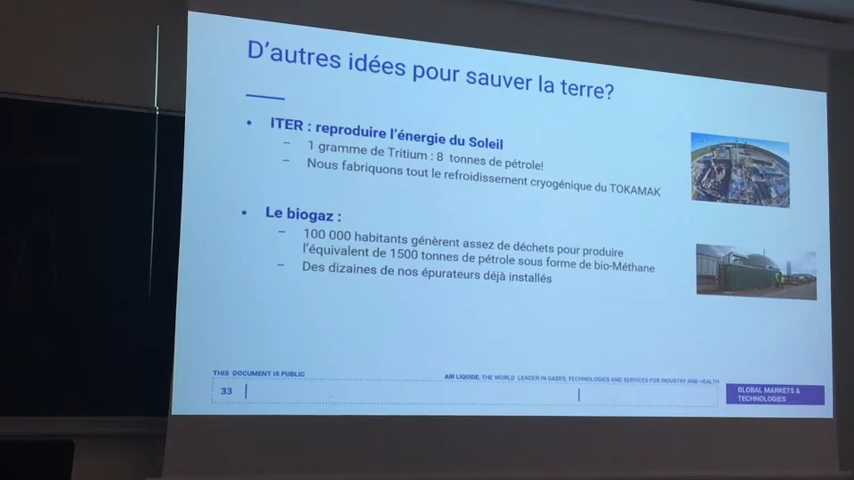 D'autres idées pour sauver la terre?
• ITER : reproduire l'énergie du Soleil
– 1 gramme de Tritium : 8 tonnes de pétrole!
– Nous fabriquons tout le refroidissement cryogénique du TOKAMAK
• Le biogaz :
– 100 000 habitants génèrent assez de déchets pour produire
l'équivalent de 1500 tonnes de pétrole sous forme de bio-Méthane
– Des dizaines de nos épurateurs déjà installés
THIS DOCUMENT IS PUBLIC
AIR LIQUIDE, THE WORLD LEADER IN GASES, TECHNOLOGIES AND SERVICES FOR INDUSTRY AND HEALTH
33
GLOBAL MARKETS &
TECHNOLOGIES